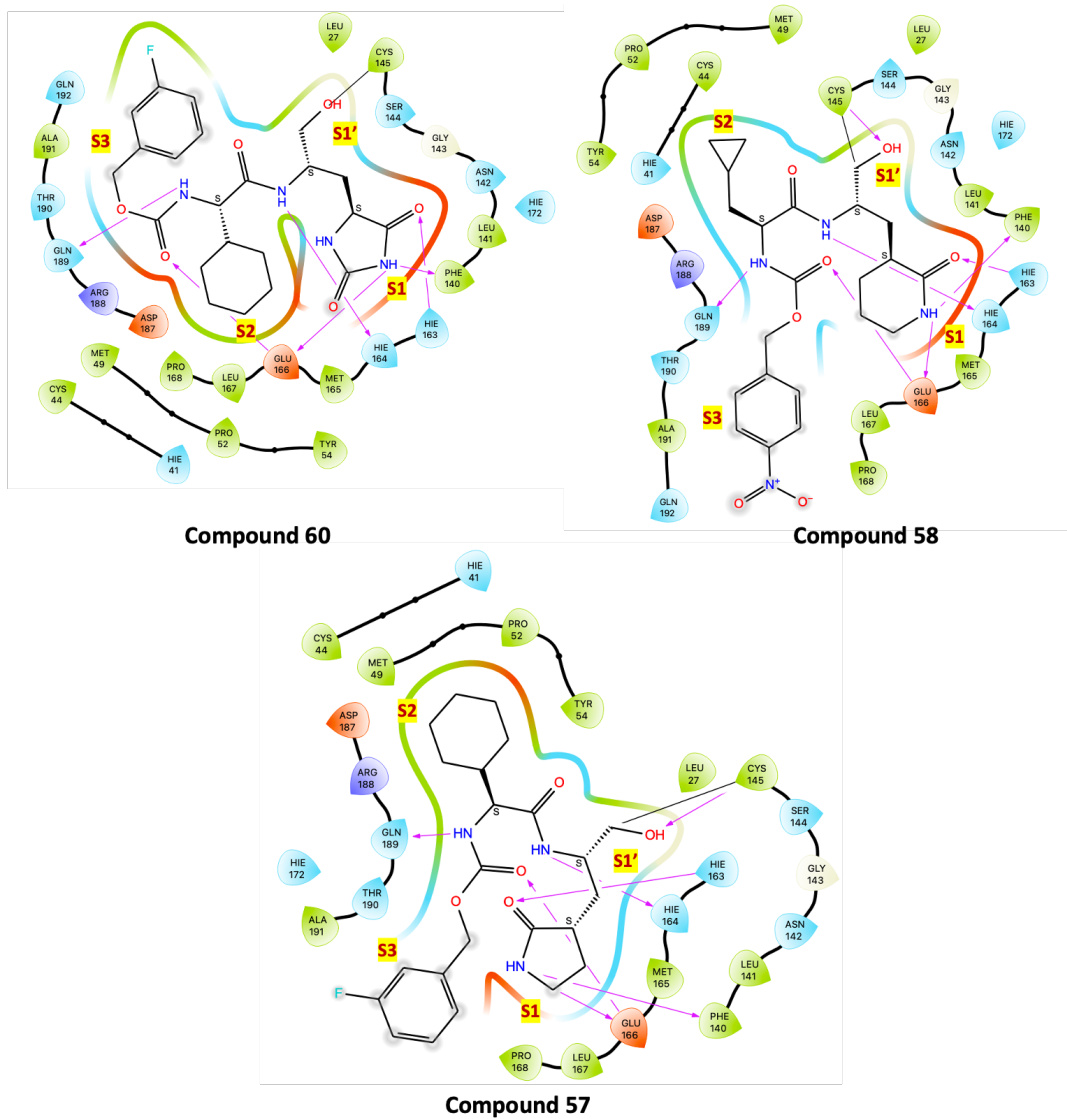 LEU
27
CYS
145
SER
144
GLY
143
ASN
142
HIE
172
LEU
141
PHE
140
HIE
163
HIE
164
MET
165
GLU
166
LEU
167
PRO
168
GLN
192
ALA
191
THR
190
GLN
189
ARG
188
ASP
187
MET
49
CYS
44
HIE
41
PRO
52
TYR
54
S3
S1'
S1
S2
F
O
O
O
H
N
S
O
N
H
S
OH
S
HN
O
NH
O
Compound 60
MET
49
PRO
52
CYS
44
TYR
54
HIE
41
LEU
27
CYS
145
SER
144
GLY
143
HIE
172
ASN
142
LEU
141
PHE
140
HIE
163
HIE
164
MET
165
GLU
166
LEU
167
PRO
168
ASP
187
ARG
188
GLN
189
THR
190
ALA
191
GLN
192
S2
S1'
S1
S3
OH
O
S
S
N
H
NH
O
O
S
O
NH
N+
O
O-
Compound 58
HIE
41
CYS
44
MET
49
PRO
52
TYR
54
ASP
187
ARG
188
GLN
189
HIE
172
THR
190
ALA
191
LEU
27
CYS
145
SER
144
GLY
143
HIE
163
HIE
164
ASN
142
MET
165
LEU
141
PHE
140
GLU
166
LEU
167
PRO
168
S2
S1'
S3
S1
O
S
HN
NH
S
OH
O
O
O
S
HN
F
Compound 57